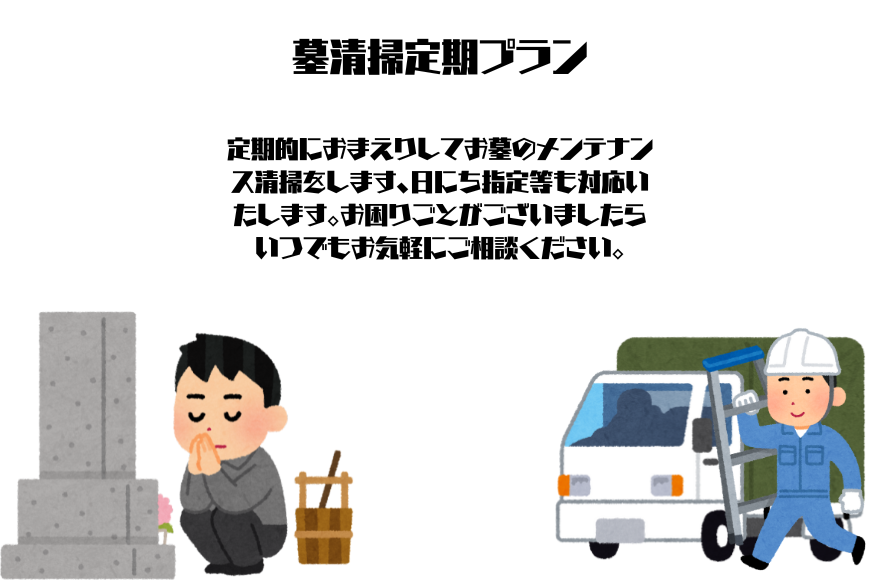 墓清掃定期プラン
定期的におまえりしてお墓のメンテナン
ス清掃をします、日にち指定等も対応い
たします。お困りごとがございましたら
いつでもお気軽にご相談ください。